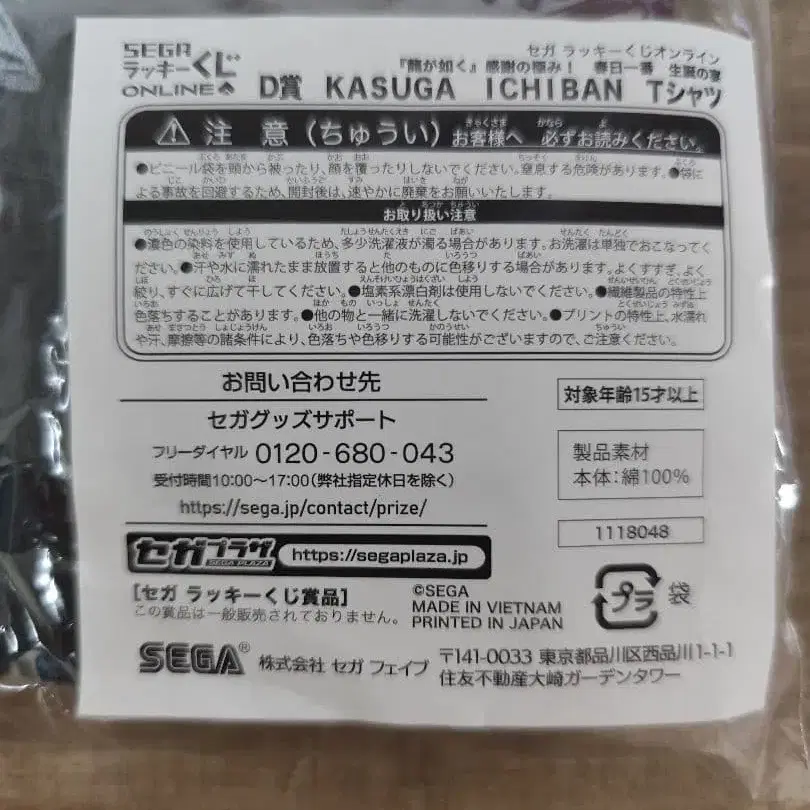 SEGA ラッキーくじ ONLINE
セガ ラッキーくじオンライン
『龍が如く』感謝の極み! 春日一番 生誕の宴
D賞 KASUGA ICHIBAN Tシャツ
注意(ちゅうい)お客様へ 必ずお読みください。
●ビニール袋を頭から被ったり、顔を覆ったりしないでください。窒息する危険があります。●袋に
よる事故を回避するため、開封後は、速やかに廃棄をお願いいたします。
お取り扱い注意
●濃色の染料を使用しているため、多少洗濯液が濁る場合があります。お洗濯は単独でおこなってく
ださい。●汗や水に濡れたまま放置すると他のものに色移りする場合があります。よくすすぎ、よく
絞り、すぐに広げて干してください。●塩素系漂白剤は使用しないでください。●繊維製品の特性上
色落ちすることがあります。●他の物と一緒に洗濯しないでください。●プリントの特性上、水濡れ
や汗、摩擦等の諸条件により、色落ちや色移りする可能性がございますので、ご注意ください。
お問い合わせ先
セガグッズサポート
フリーダイヤル 0120-680-043
受付時間10:00〜17:00(弊社指定休日を除く)
https://sega.jp/contact/prize/
対象年齢15才以上
製品素材
本体:綿100%
1118048
セガプラザ SEGA PLAZA https://segaplaza.jp
[セガ ラッキーくじ賞品]
この賞品は一般販売されておりません。
©SEGA
MADE IN VIETNAM
PRINTED IN JAPAN
プラ 袋
SEGA® 株式会社 セガ フェイブ
〒141-0033 東京都品川区西品川1-1-1
住友不動産大崎ガーデンタワー